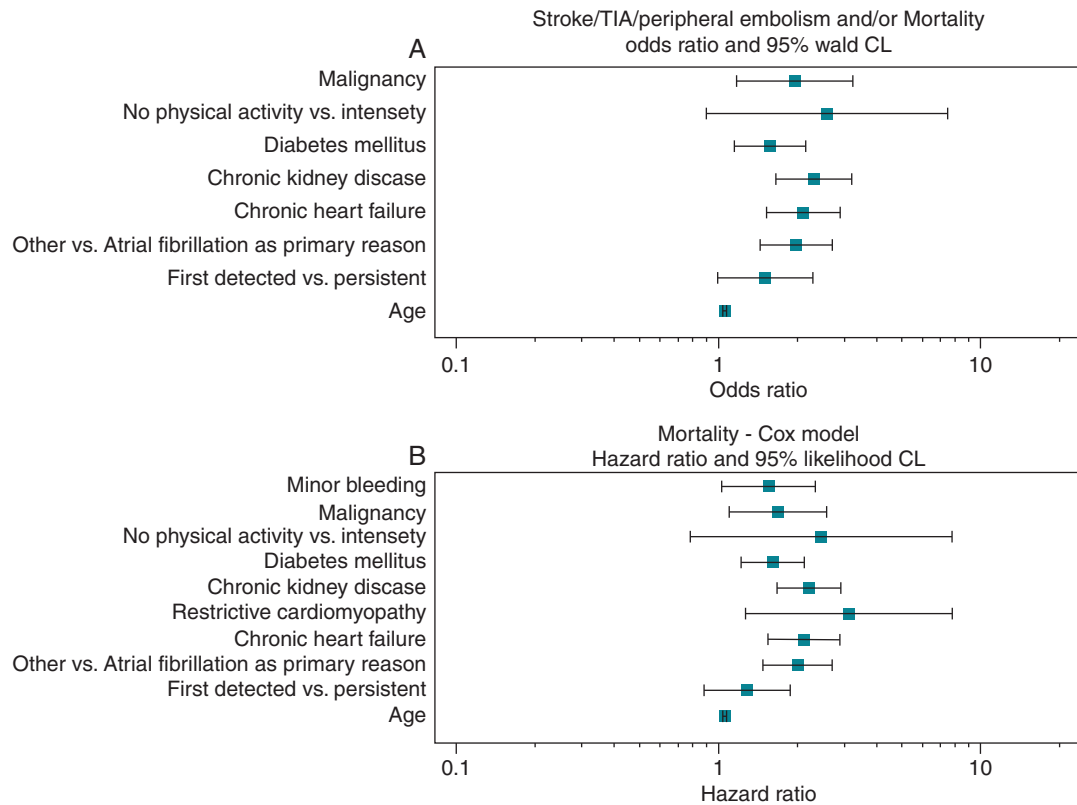 Stroke/TIA/peripheral embolism and/or Mortality
odds ratio and 95% wald CL
A
Malignancy
No physical activity vs. intensety
Diabetes mellitus
Chronic kidney discase
Chronic heart failure
Other vs. Atrial fibrillation as primary reason
First detected vs. persistent
Age
0.1
1
10
Odds ratio
Mortality - Cox model
Hazard ratio and 95% likelihood CL
B
Minor bleeding
Malignancy
No physical activity vs. intensety
Diabetes mellitus
Chronic kidney discase
Restrictive cardiomyopathy
Chronic heart failure
Other vs. Atrial fibrillation as primary reason
First detected vs. persistent
Age
0.1
1
10
Hazard ratio